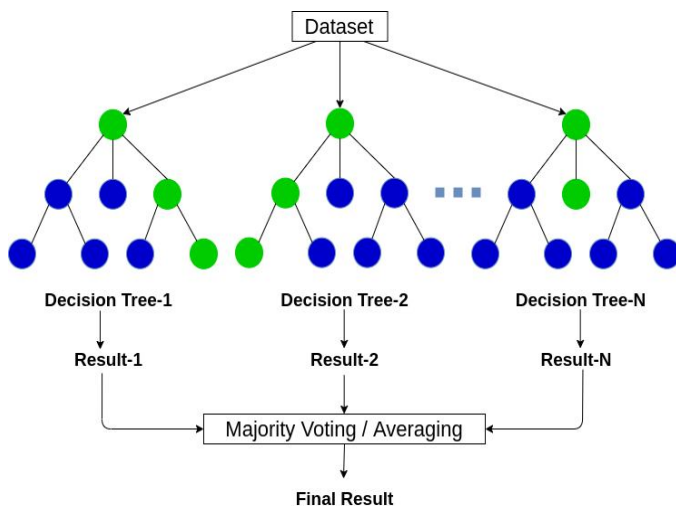 Dataset
Decision Tree-1
Decision Tree-2
Decision Tree-N
Result-1
Result-2
Result-N
Majority Voting / Averaging
Final Result